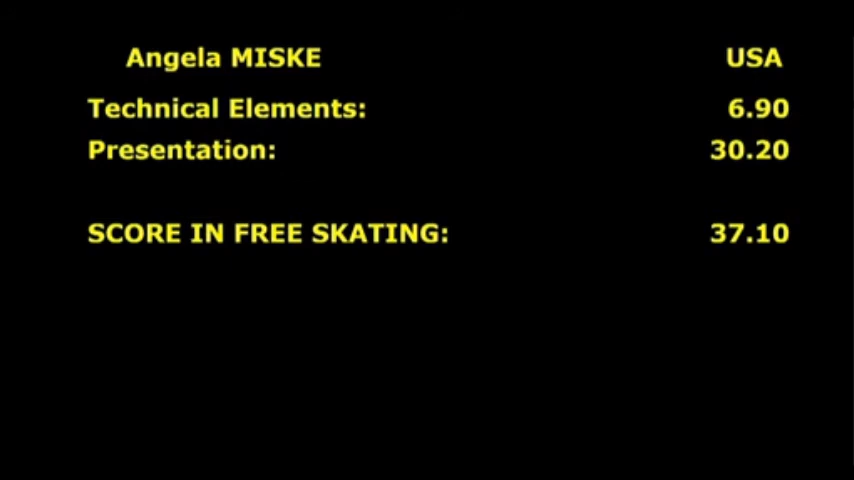 Angela MISKE USA
Technical Elements: 6.90
Presentation: 30.20
SCORE IN FREE SKATING: 37.10